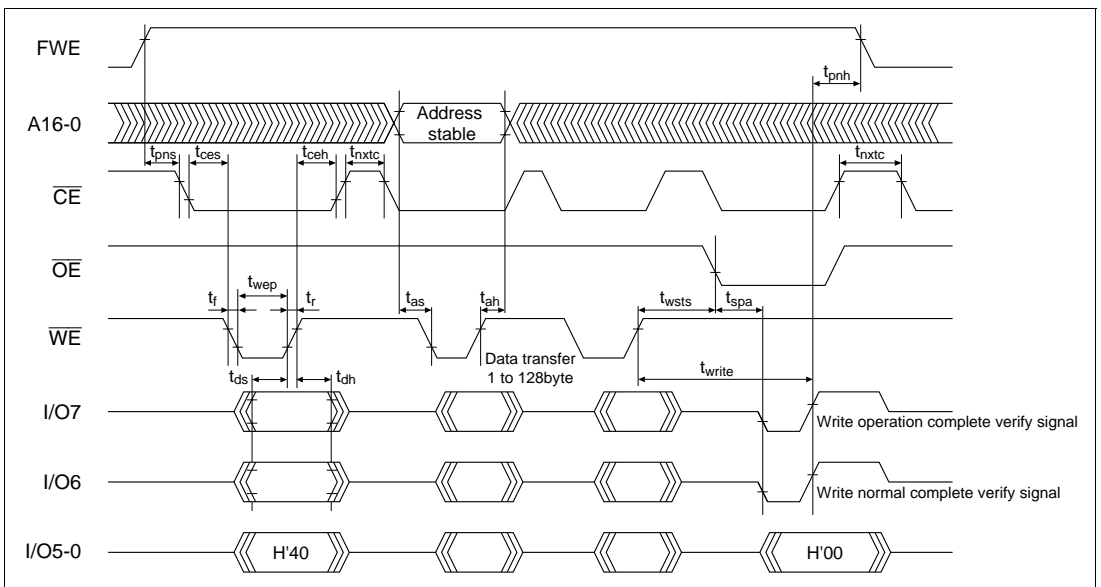 FWE
t_pnh
A16-0
Address
stable
t_pns
t_ces
t_ceh
t_nxtc
t_nxtc
CE
OE
t_wep
t_f
t_r
t_as
t_ah
t_wsts
t_spa
WE
Data transfer
1 to 128byte
t_write
t_ds
t_dh
I/O7
Write operation complete verify signal
I/O6
Write normal complete verify signal
I/O5-0
H'40
H'00